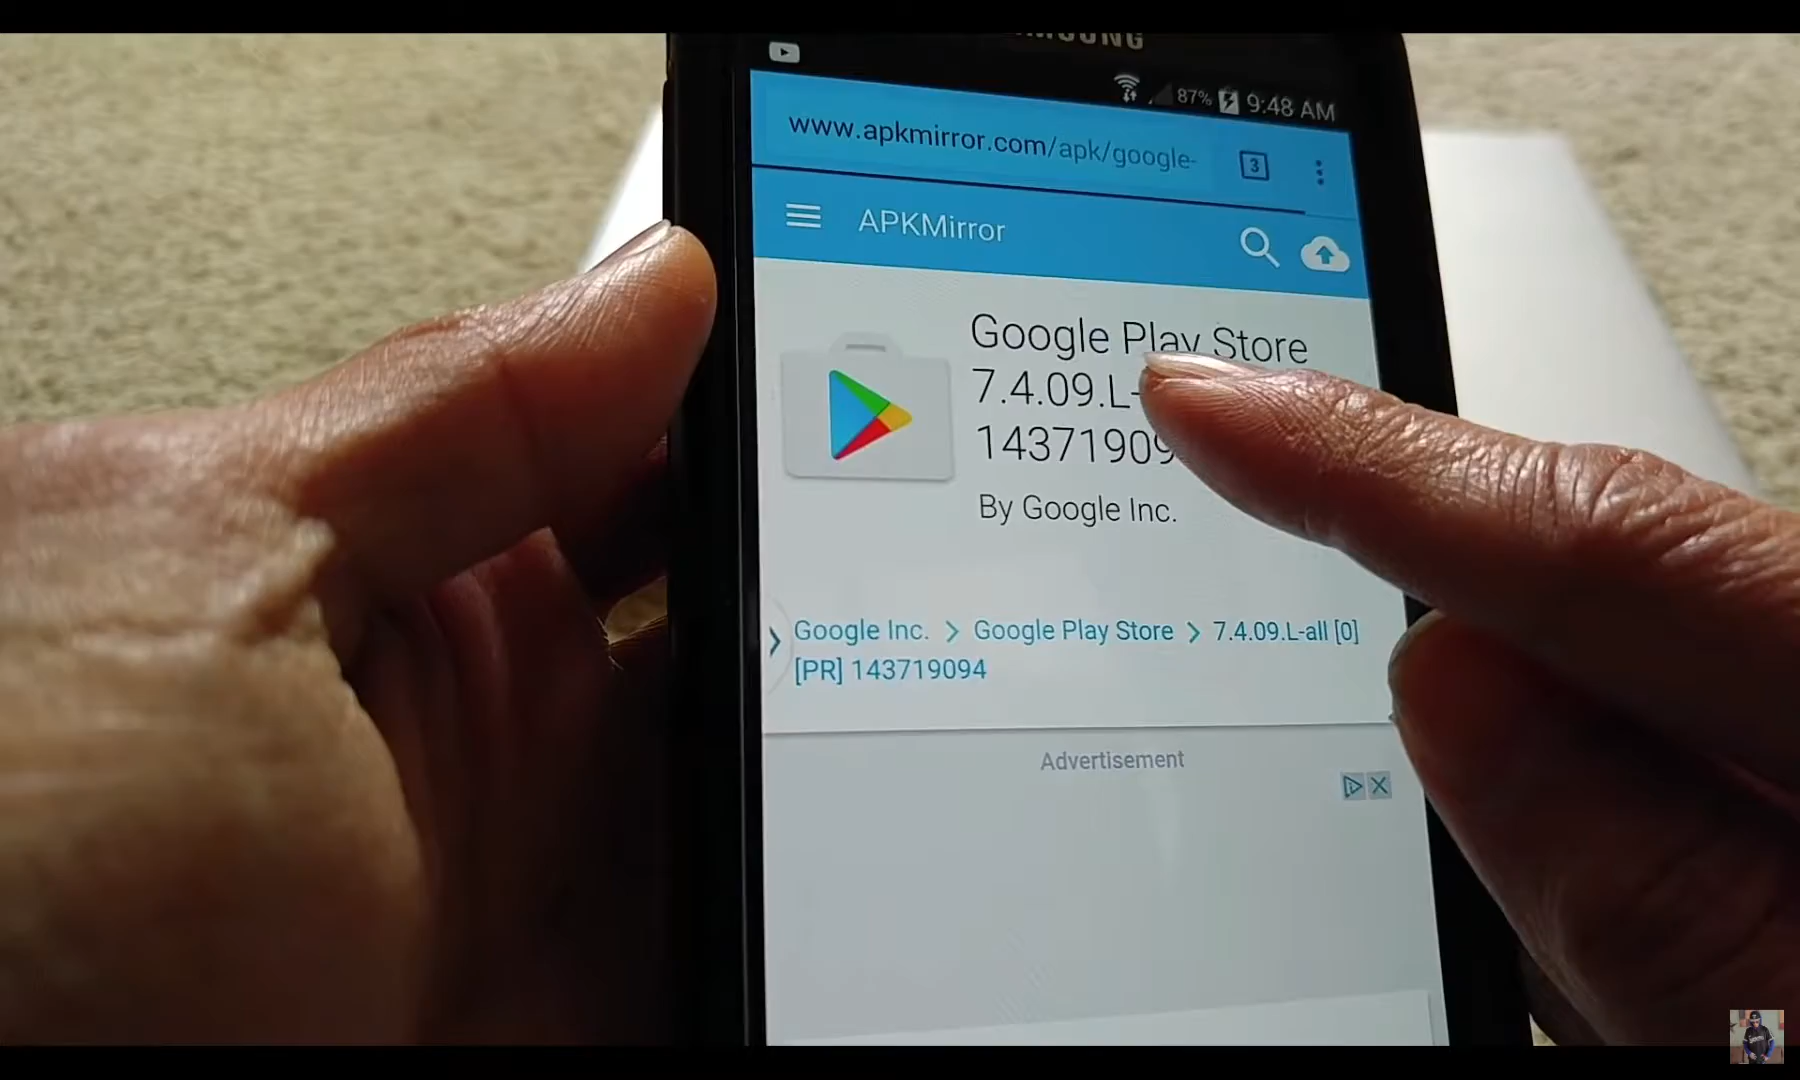 87% 9:48 AM
www.apkmirror.com/apk/google-
3
APKMirror
Google Play Store
7.4.09.L-
14371909
By Google Inc.
Google Inc. > Google Play Store > 7.4.09.L-all [0]
[PR] 143719094
Advertisement